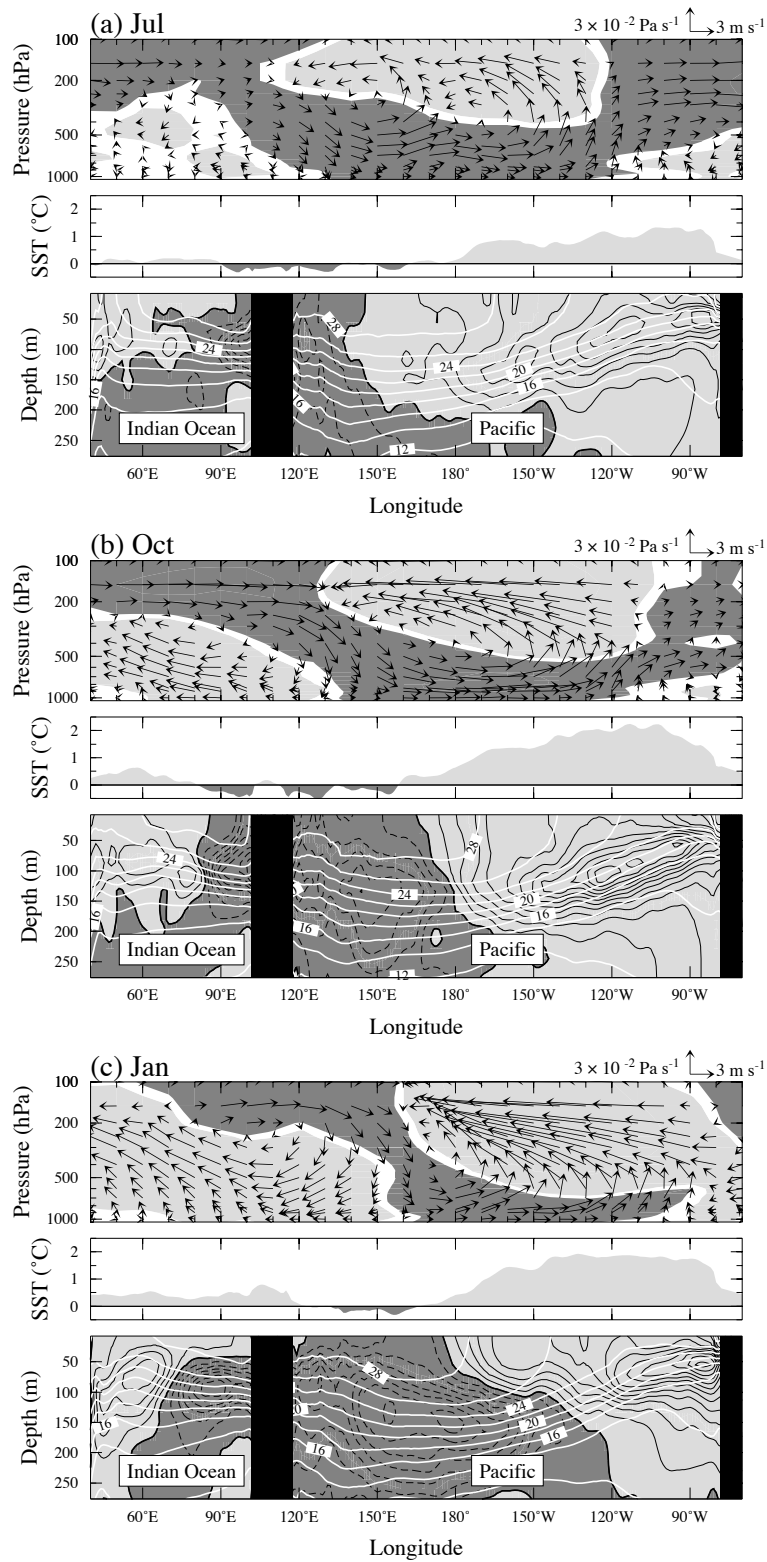 (a) Jul
3 × 10 -2 Pa s-1
3 m s-1
Pressure (hPa)
100
200
500
1000
SST (˚C)
2
1
0
Depth (m)
50
100
150
200
250
28
24
24
20
16
16
16
12
Indian Ocean
Pacific
60˚E 90˚E 120˚E 150˚E 180˚ 150˚W 120˚W 90˚W
Longitude
(b) Oct
3 × 10 -2 Pa s-1
3 m s-1
Pressure (hPa)
100
200
500
1000
SST (˚C)
2
1
0
Depth (m)
50
100
150
200
250
28
24
24
20
16
16
16
12
Indian Ocean
Pacific
60˚E 90˚E 120˚E 150˚E 180˚ 150˚W 120˚W 90˚W
Longitude
(c) Jan
3 × 10 -2 Pa s-1
3 m s-1
Pressure (hPa)
100
200
500
1000
SST (˚C)
2
1
0
Depth (m)
50
100
150
200
250
28
24
20
16
16
16
Indian Ocean
Pacific
60˚E 90˚E 120˚E 150˚E 180˚ 150˚W 120˚W 90˚W
Longitude